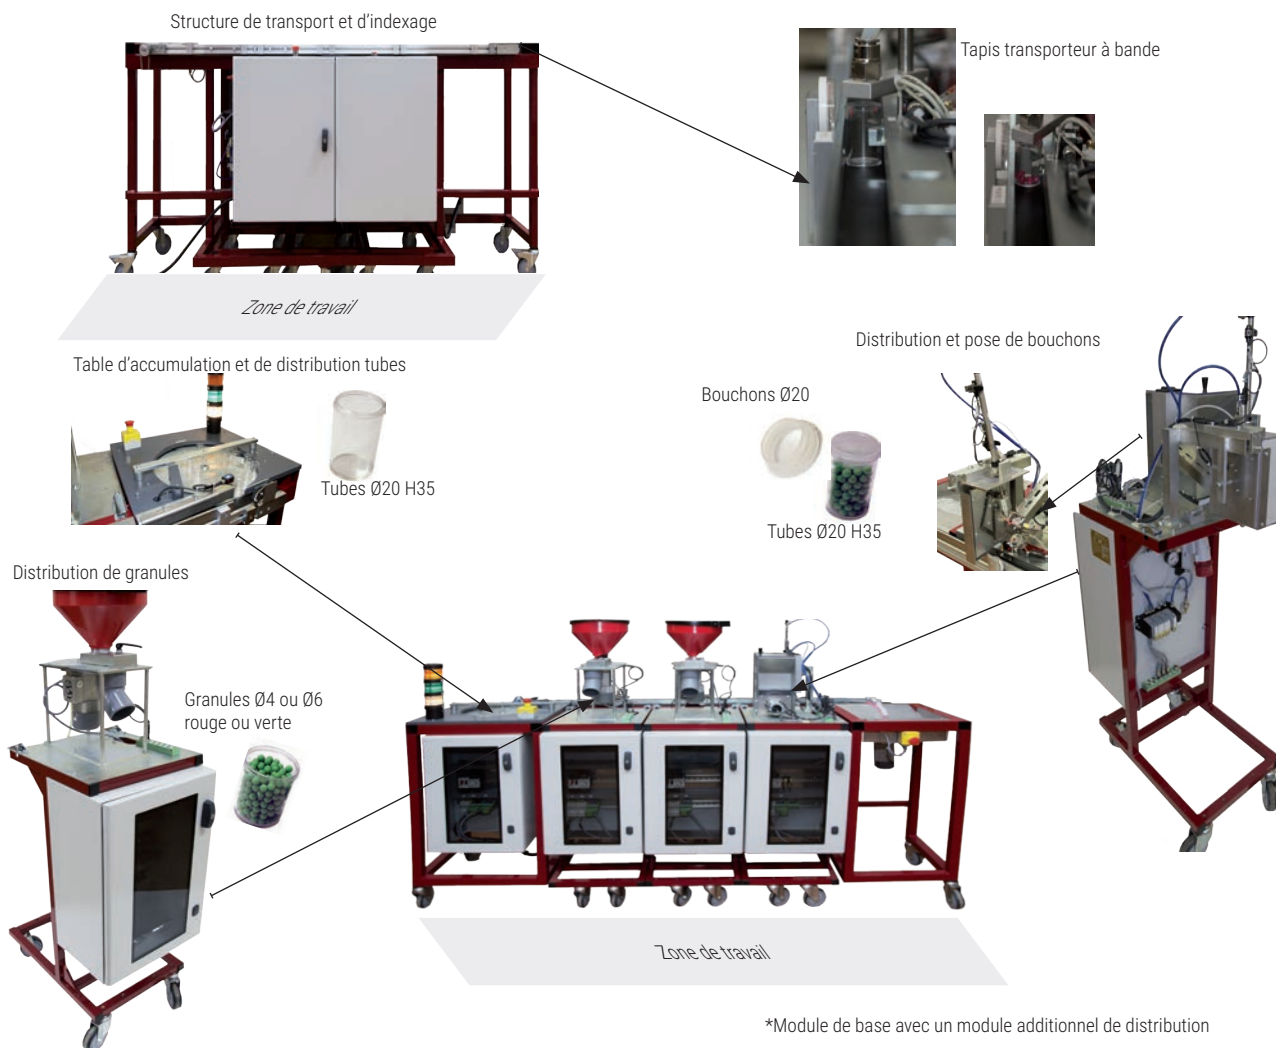 Structure de transport et d'indexage
Tapis transporteur à bande
Zone de travail
Distribution et pose de bouchons
Table d'accumulation et de distribution tubes
Bouchons Ø20
Tubes Ø20 H35
Tubes Ø20 H35
Distribution de granules
Granules Ø4 ou Ø6
rouge ou verte
Zone de travail
*Module de base avec un module additionnel de distribution